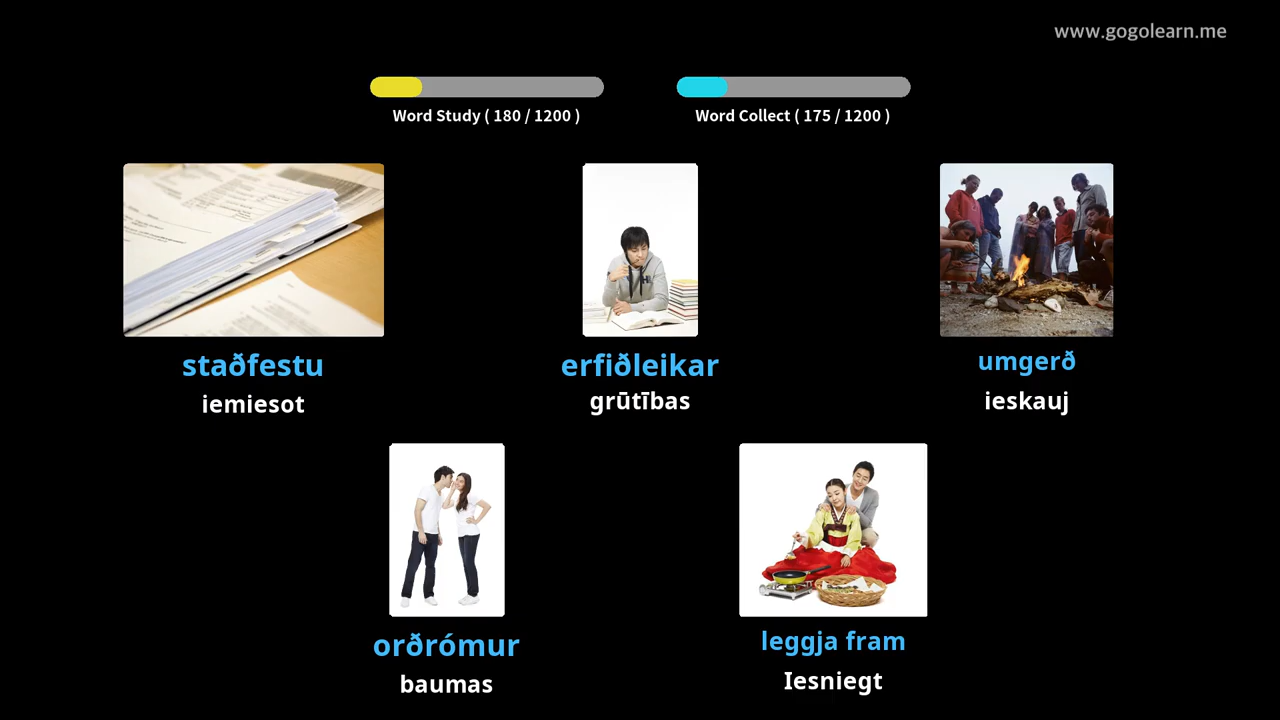 www.gogolearn.me
Word Study ( 180 / 1200 )
Word Collect ( 175 / 1200 )
staðfestu
iemiesot
erfiðleikar
grūtības
umgerð
ieskauj
orðrómur
baumas
leggja fram
Iesniegt